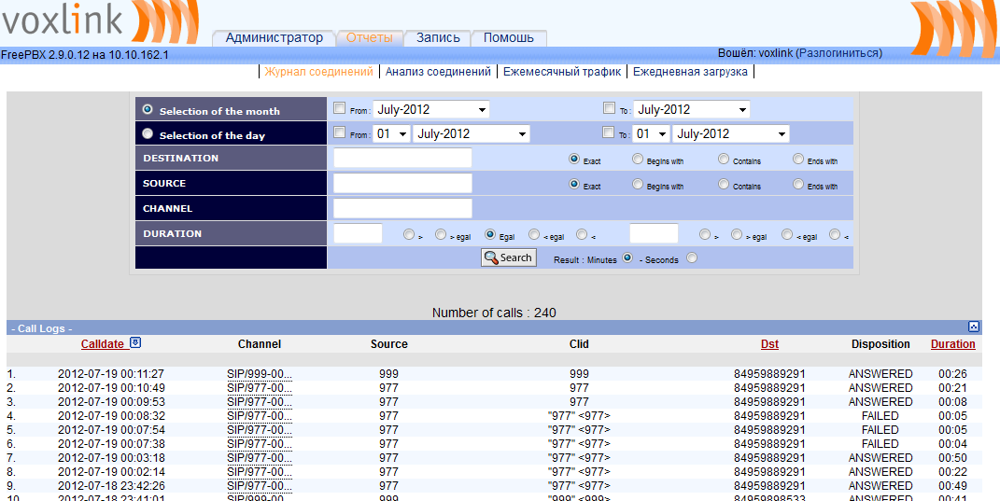 voxlink
Администратор Отчеты Запись Помощь
FreePBX 2.9.0.12 на 10.10.162.1 Вошёл: voxlink (Разлогиниться)
Журнал соединений Анализ соединений Ежемесячный трафик Ежедневная загрузка
Selection of the month From : July-2012 To : July-2012
Selection of the day From : 01 July-2012 To : 01 July-2012
DESTINATION Exact Begins with Contains Ends with
SOURCE Exact Begins with Contains Ends with
CHANNEL
DURATION > > egal Egal < egal < > > egal < egal <
Search Result : Minutes - Seconds
Number of calls : 240
- Call Logs -
Calldate Channel Source Clid Dst Disposition Duration
1. 2012-07-19 00:11:27 SIP/999-00... 999 999 84959889291 ANSWERED 00:26
2. 2012-07-19 00:10:49 SIP/977-00... 977 977 84959889291 ANSWERED 00:21
3. 2012-07-19 00:09:53 SIP/977-00... 977 977 84959889291 ANSWERED 00:08
4. 2012-07-19 00:08:32 SIP/977-00... 977 "977" <977> 84959889291 FAILED 00:05
5. 2012-07-19 00:07:54 SIP/977-00... 977 "977" <977> 84959889291 FAILED 00:05
6. 2012-07-19 00:07:38 SIP/977-00... 977 "977" <977> 84959889291 FAILED 00:04
7. 2012-07-19 00:03:18 SIP/977-00... 977 "977" <977> 84959889291 ANSWERED 00:50
8. 2012-07-19 00:02:14 SIP/977-00... 977 "977" <977> 84959889291 ANSWERED 00:22
9. 2012-07-18 23:42:26 SIP/977-00... 977 "977" <977> 84959889291 ANSWERED 00:49
10. 2012-07-18 23:41:01 SIP/999-00... 999 "999" <999> 84959898533 ANSWERED 00:41